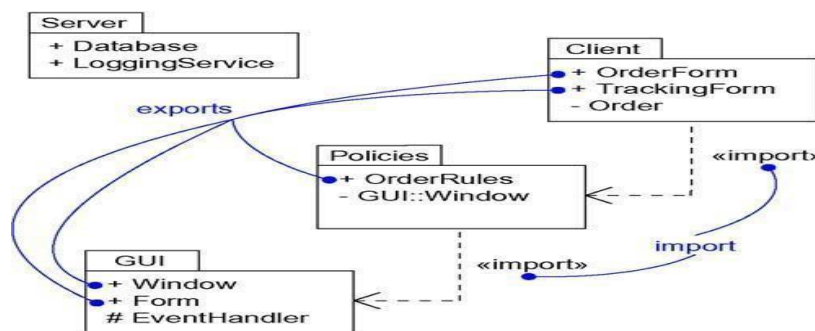 Server
+ Database
+ LoggingService
Client
+ OrderForm
+ TrackingForm
- Order
exports
Policies
+ OrderRules
- GUI::Window
«import»
import
GUI
+ Window
+ Form
# EventHandler
«import»